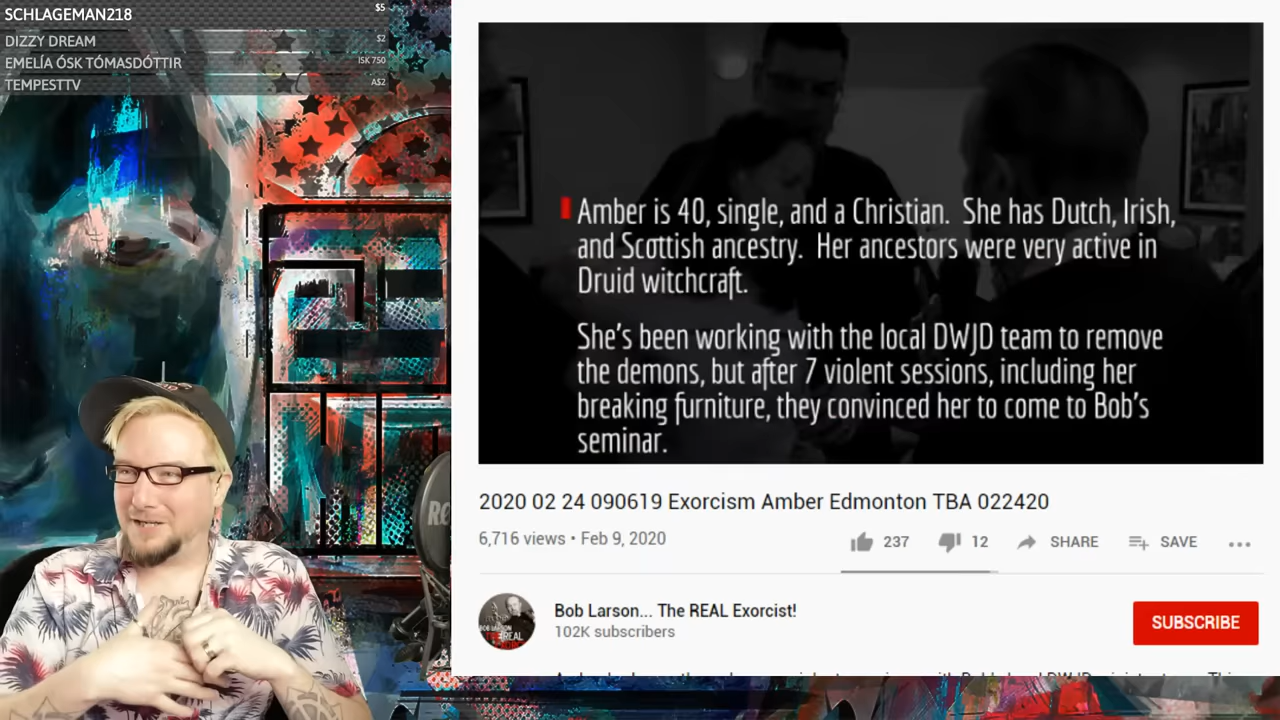 SCHLAGEMAN218 $5
DIZZY DREAM $2
EMELÍA ÓSK TÓMASDÓTTIR ISK 750
TEMPESTTV A$2
Amber is 40, single, and a Christian. She has Dutch, Irish,
and Scottish ancestry. Her ancestors were very active in
Druid witchcraft.
She's been working with the local DWJD team to remove
the demons, but after 7 violent sessions, including her
breaking furniture, they convinced her to come to Bob's
seminar.
2020 02 24 090619 Exorcism Amber Edmonton TBA 022420
6,716 views • Feb 9, 2020
237 12 SHARE SAVE
Bob Larson... The REAL Exorcist!
102K subscribers
SUBSCRIBE